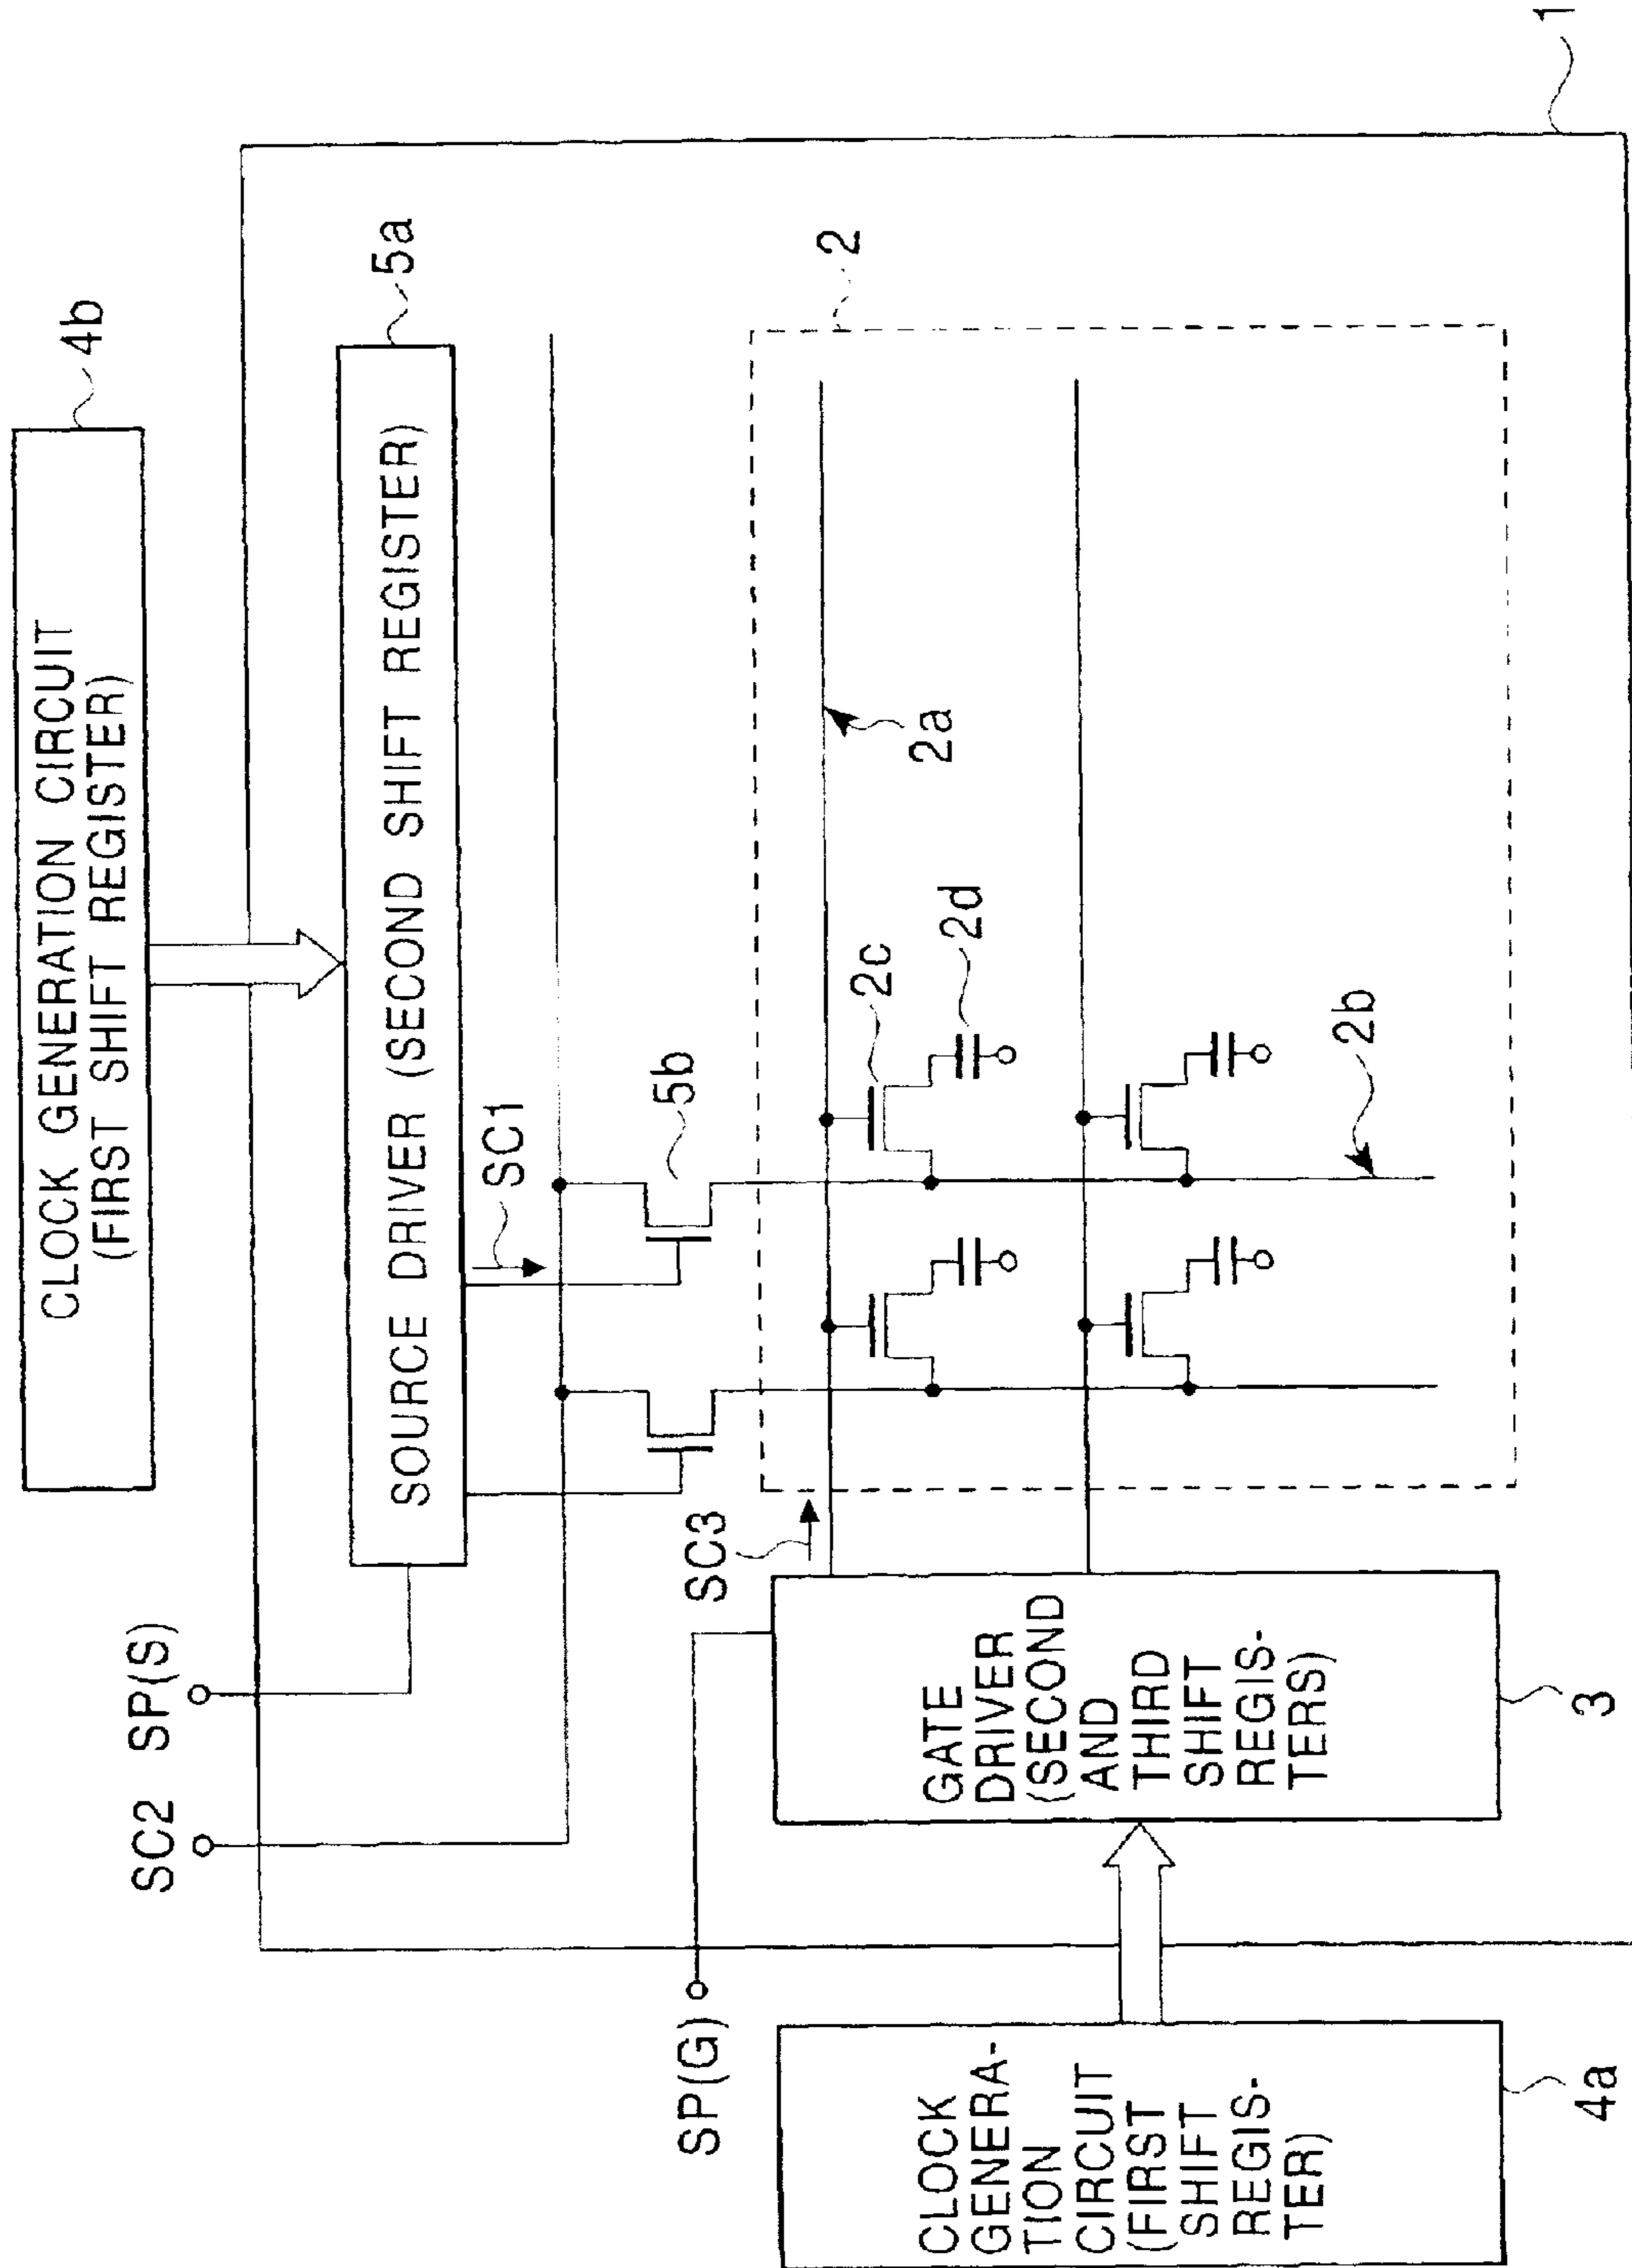 CLOCK GENERATION CIRCUIT
(FIRST SHIFT REGISTER)
4b
SOURCE DRIVER (SECOND SHIFT REGISTER)
5a
SC2
SP(S)
SC1
5b
2
SC3
2a
2c
2d
2b
SP(G)
GATE
DRIVER
(SECOND
AND
THIRD
SHIFT
REGIS-
TERS)
3
CLOCK
GENERA-
TION
CIRCUIT
(FIRST
SHIFT
REGIS-
TER)
4a
1